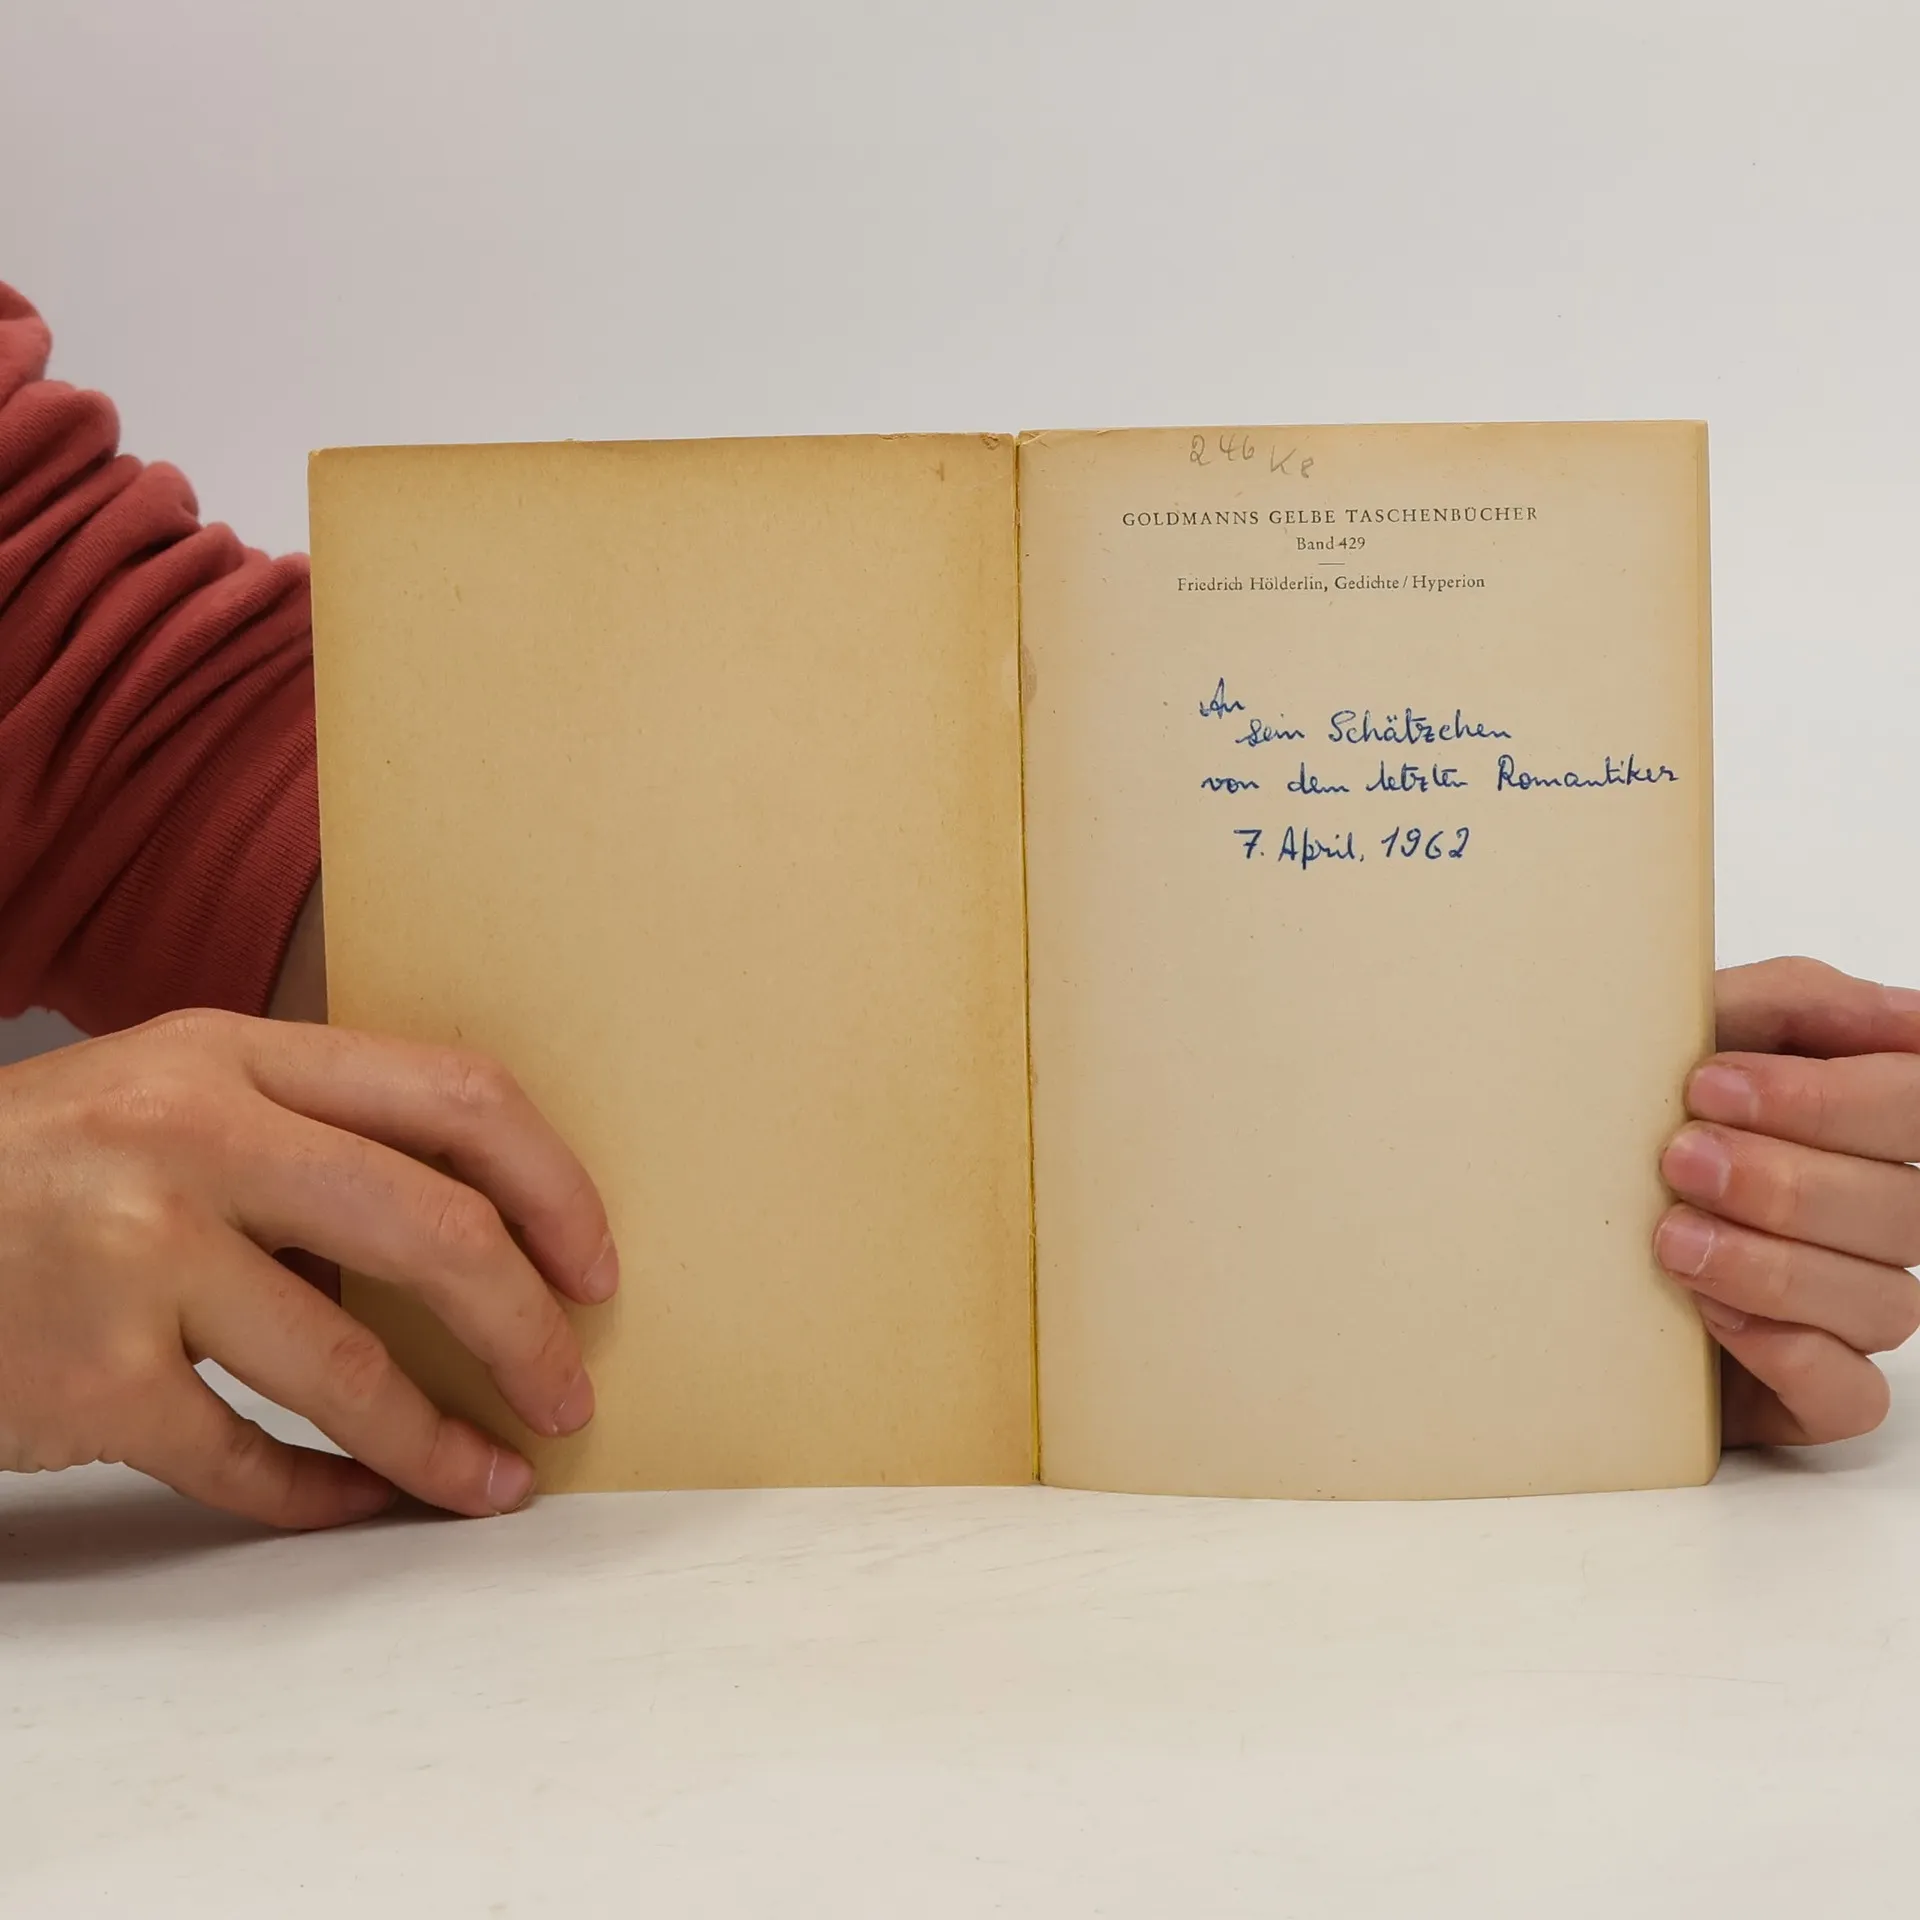 246 Kč
GOLDMANNS GELBE TASCHENBÜCHER
Band 429
Friedrich Hölderlin, Gedichte / Hyperion
An
sein Schätzchen
von dem letzten Romantiker
7. April, 1962